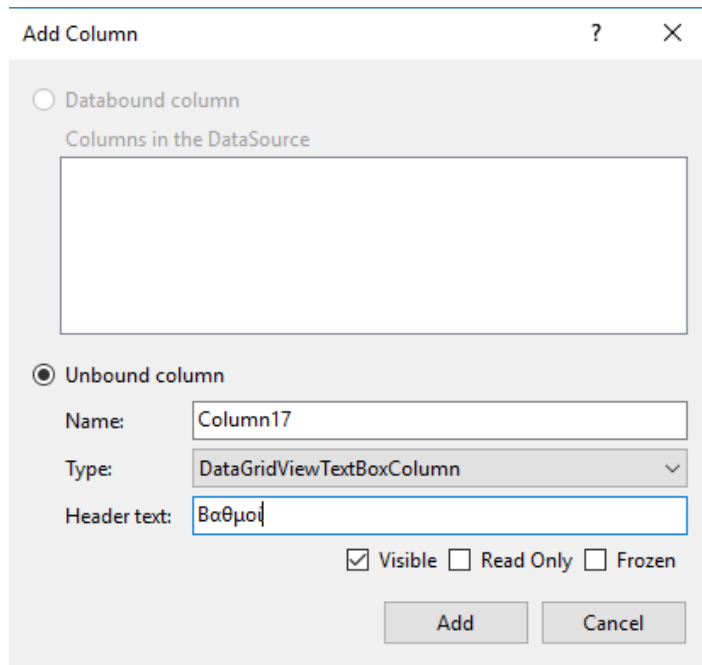 Add Column ?
Databound column
Columns in the DataSource
Unbound column
Name: Column17
Type: DataGridViewTextBoxColumn
Header text: Βαθμοί
Visible Read Only Frozen
Add Cancel